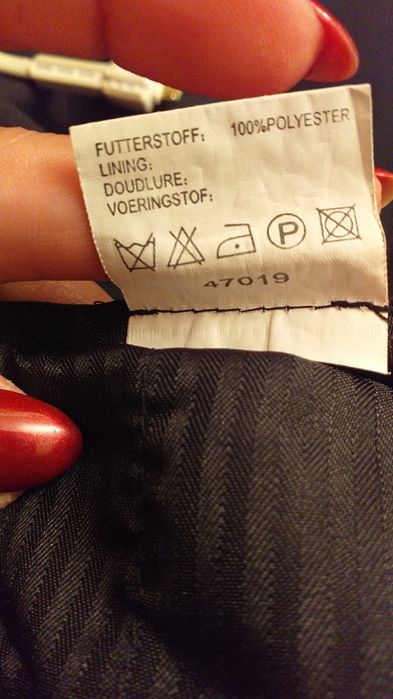 FUTTERSTOFF: 100%POLYESTER
LINING:
DOUDLURE:
VOERINGSTOF:
P
47019